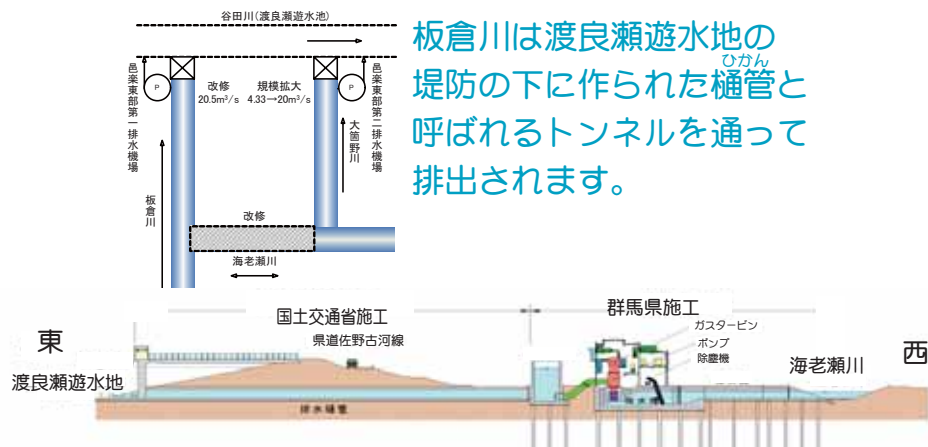 谷田川(渡良瀬遊水池)
邑楽東部第一排水機場
P
改修
20.5m³/s
規模拡大
4.33→20m³/s
P
邑楽東部第二排水機場
大箇野川
板倉川
改修
海老瀬川
板倉川は渡良瀬遊水地の
ひかん
堤防の下に作られた樋管と
呼ばれるトンネルを通って
排出されます。
国土交通省施工
群馬県施工
東
県道佐野古河線
ガスタービン
ポンプ
除塵機
西
渡良瀬遊水地
海老瀬川
排水樋管